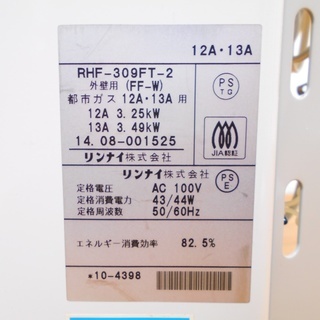 12A・13A
RHF-309FT-2
外壁用 (FF-W)
都市ガス 12A・13A 用
12A 3.25kW
13A 3.49kW
14.08-001525
リンナイ株式会社
PS
TG
JIA認証
リンナイ株式会社
PS
E
定格電圧 AC 100V
定格消費電力 43/44W
定格周波数 50/60Hz
エネルギー消費効率 82.5%
*10-4398